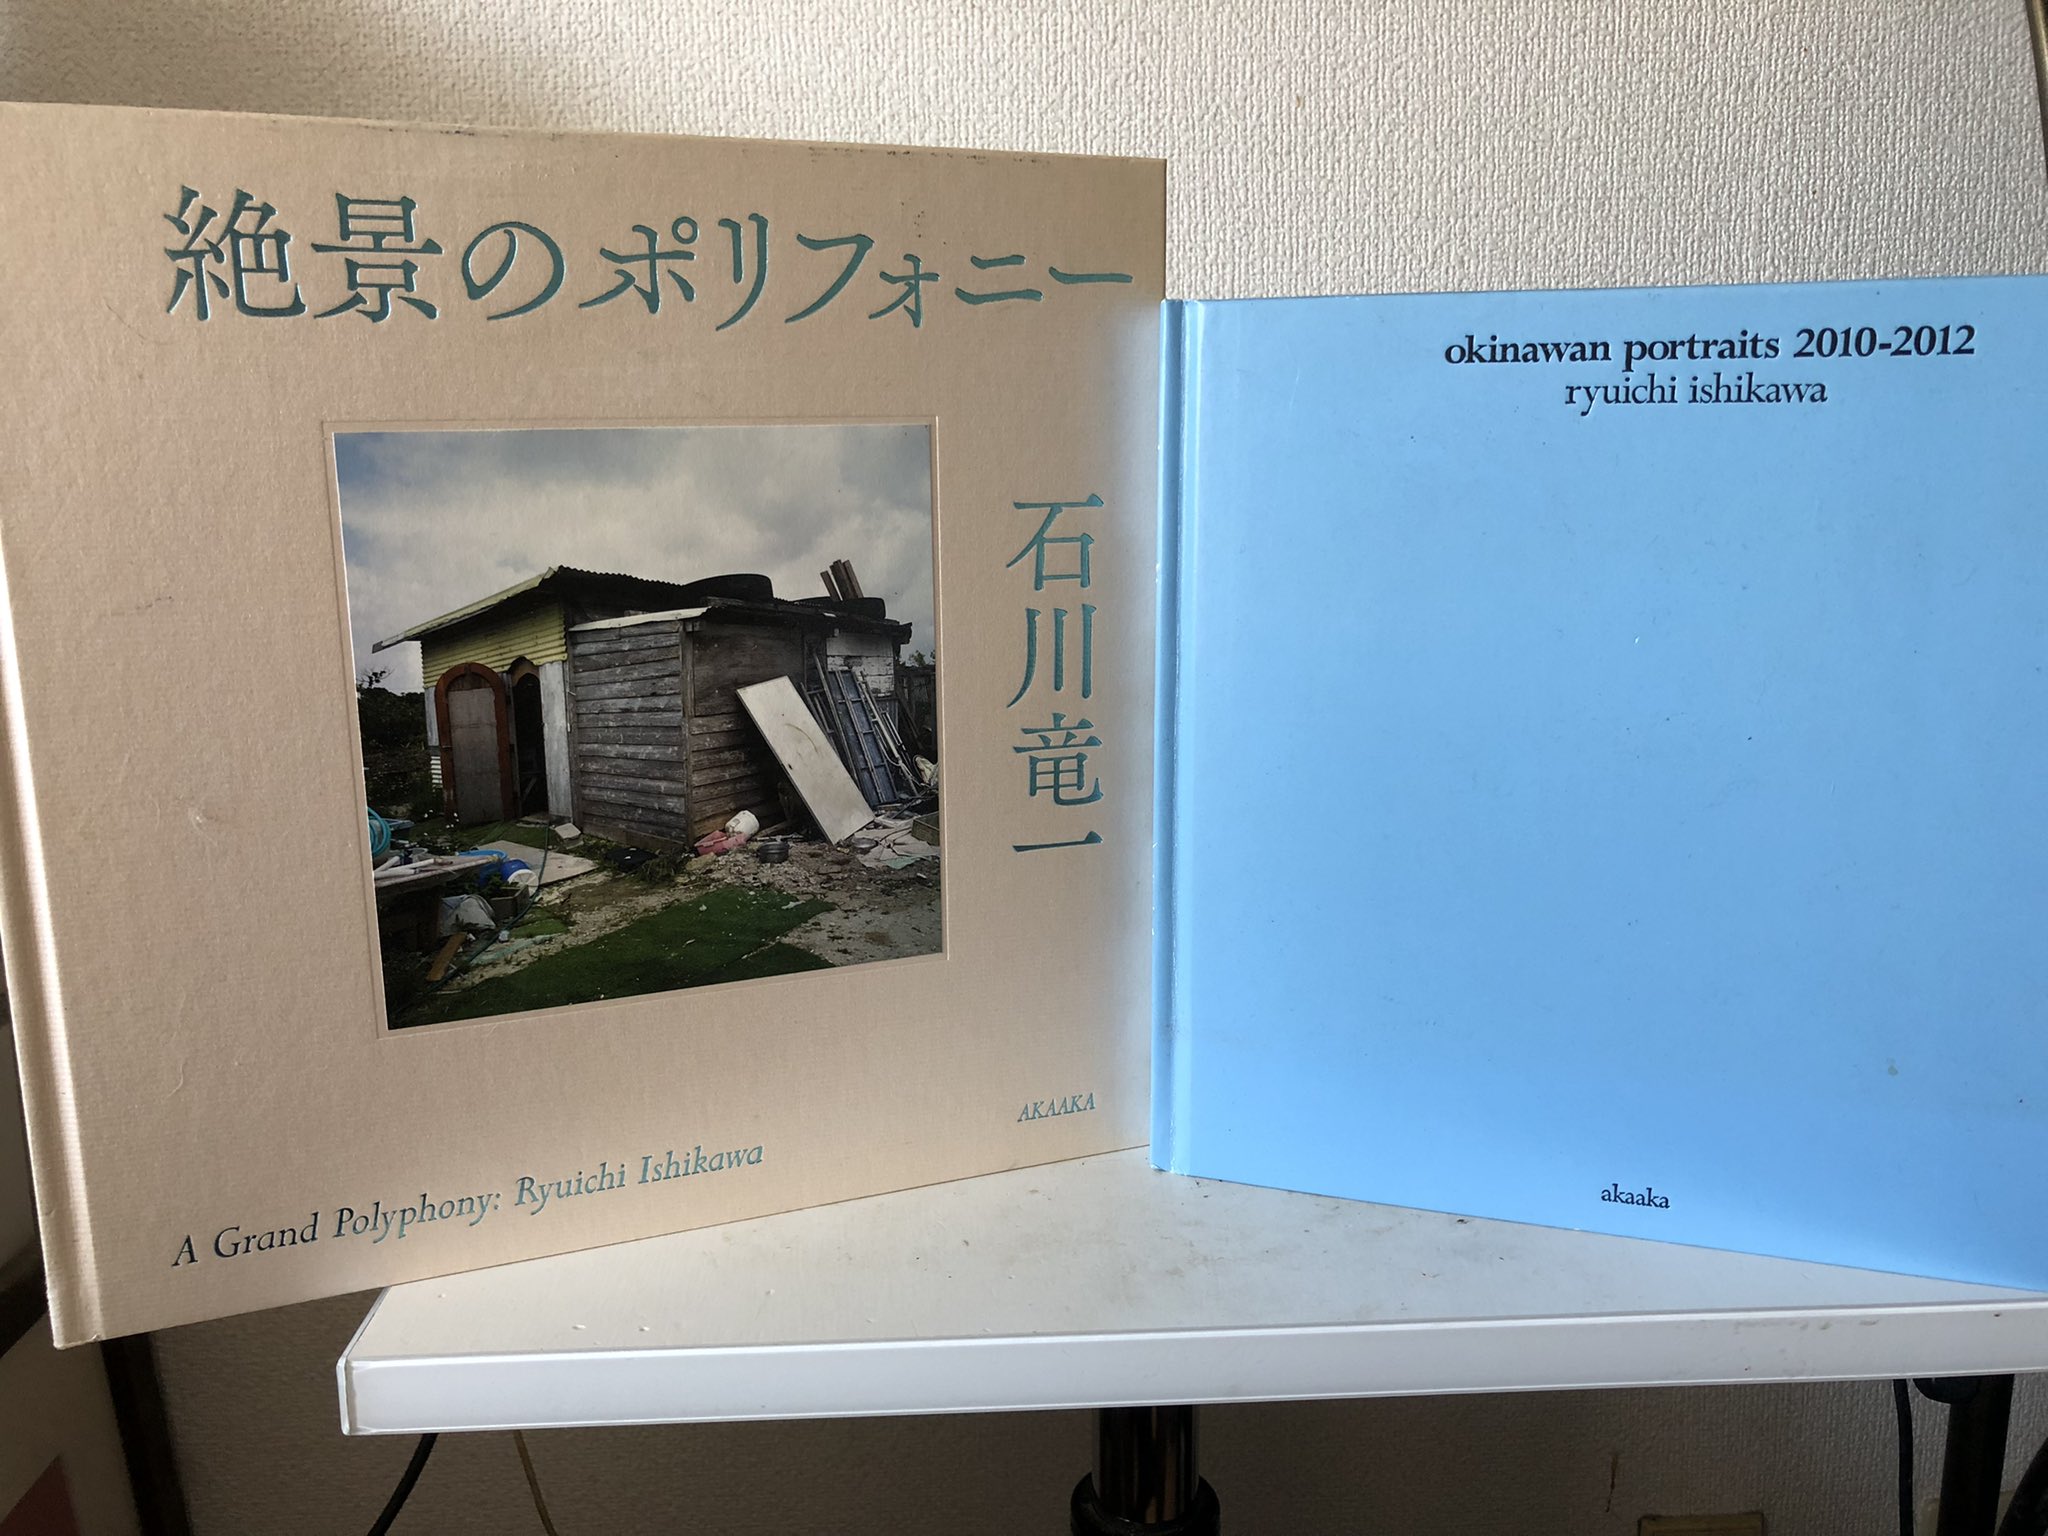 絶景のポリフォニー
石川竜一
AKAAKA
A Grand Polyphony: Ryuichi Ishikawa
okinawan portraits 2010-2012
ryuichi ishikawa
akaaka